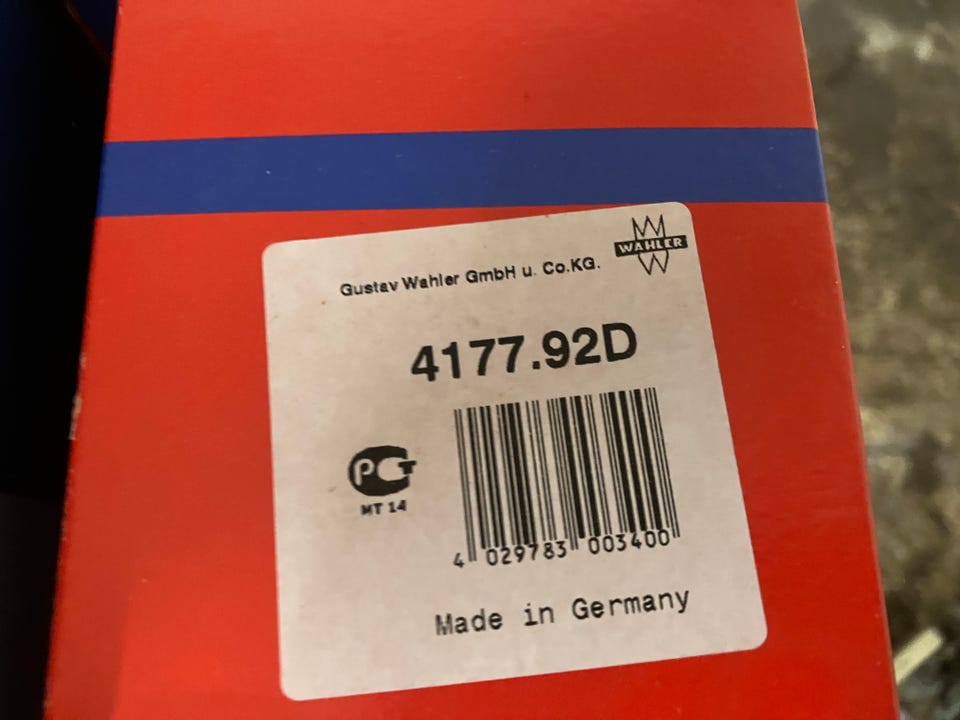 WAHLER
Gustav Wahler GmbH u. Co.KG.
4177.92D
PCT
MT 14
4 029783 003400
Made in Germany